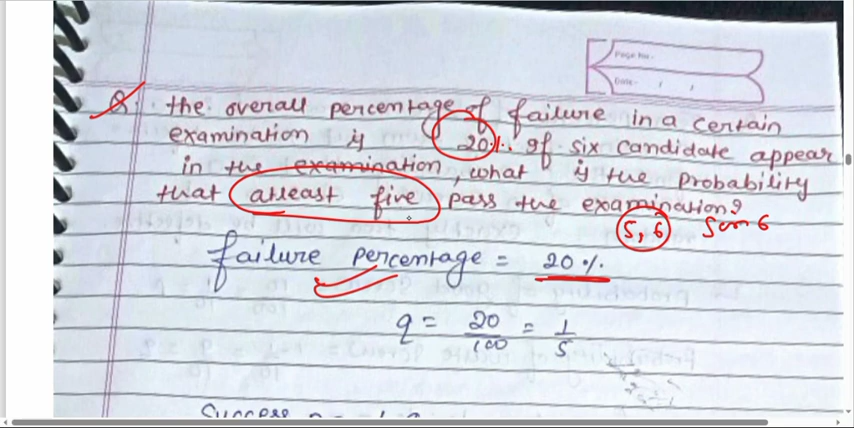 Page No.
Date: / /
Q. the overall percentage of failure in a certain
examination is 20%. If six candidate appear
in the examination, what is the probability
that atleast five pass the examination?
5, 6
failure percentage = 20%
q = 20/100 = 1/5
Success